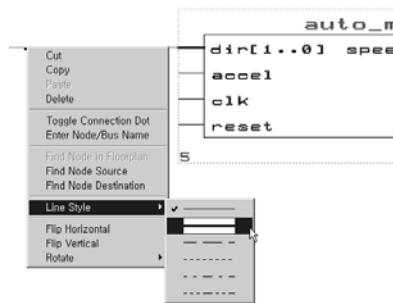 auto_m
dir[1..0] spee
accel
clk
reset
5
Cut
Copy
Paste
Delete
Toggle Connection Dot
Enter Node/Bus Name
Find Node in Floorplan
Find Node Source
Find Node Destination
Line Style
Flip Horizontal
Flip Vertical
Rotate